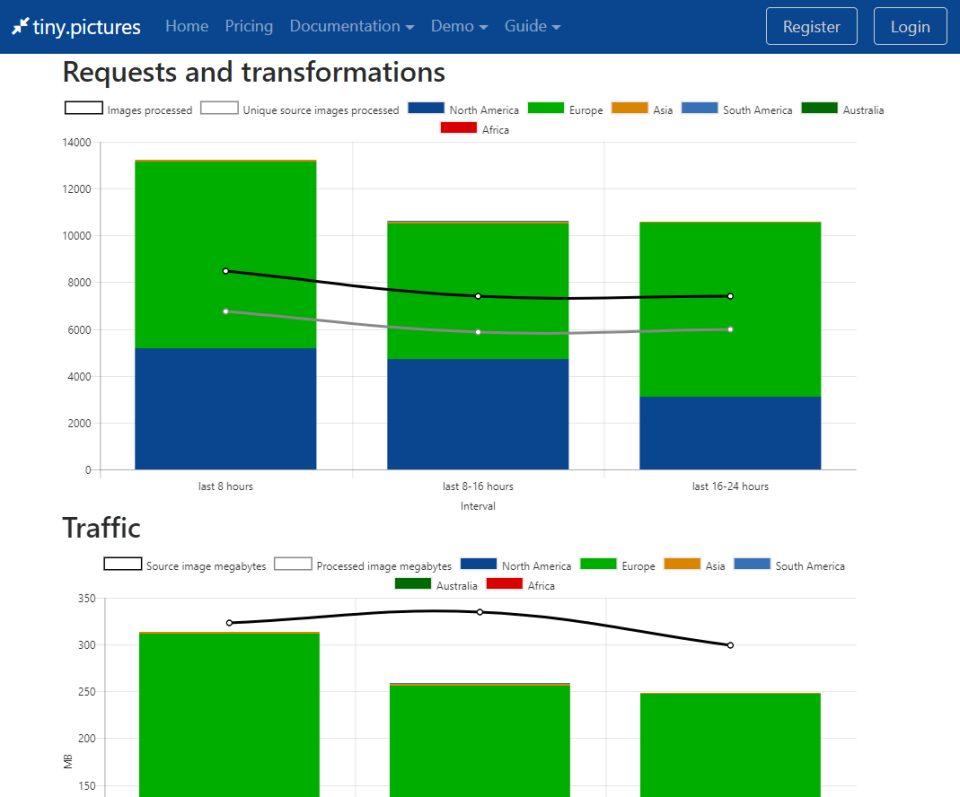 tiny.pictures Home Pricing Documentation Demo Guide Register Login
Requests and transformations
Images processed Unique source images processed North America Europe Asia South America Australia
Africa
14000
12000
10000
8000
6000
4000
2000
0
last 8 hours last 8-16 hours last 16-24 hours
Interval
Traffic
Source image megabytes Processed image megabytes North America Europe Asia South America
Australia Africa
350
300
250
200
MB
150